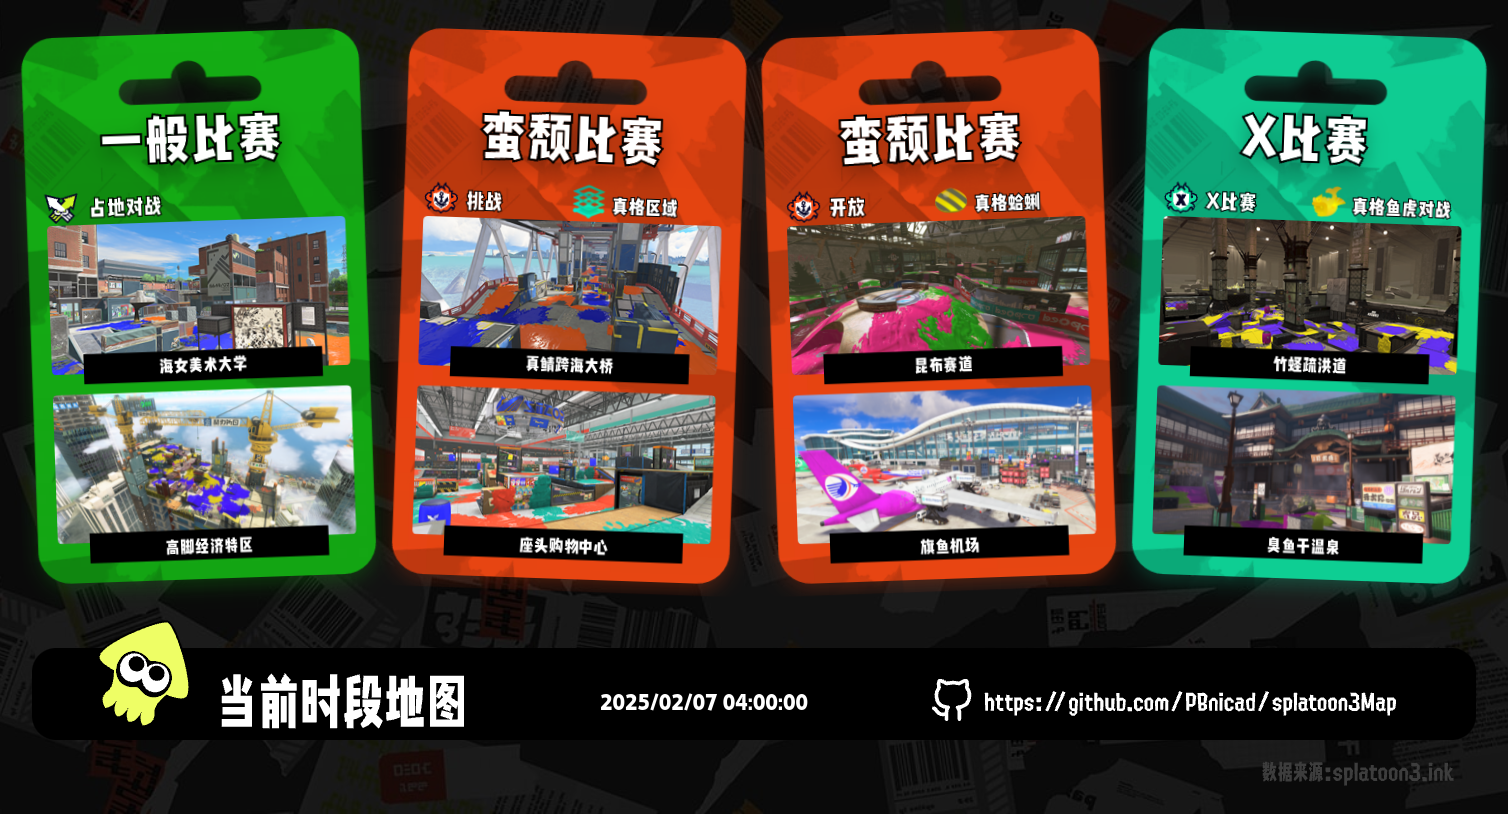 一般比赛
占地对战
海女美术大学
高脚经济特区
蛮颓比赛
挑战
真格区域
真鲭跨海大桥
座头购物中心
蛮颓比赛
开放
真格蛤蜊
昆布赛道
旗鱼机场
X比赛
X比赛
真格鱼虎对战
竹蛏疏洪道
臭鱼干温泉
当前时段地图
2025/02/07 04:00:00
https://github.com/PBnicad/splatoon3Map
数据来源:splatoon3.ink